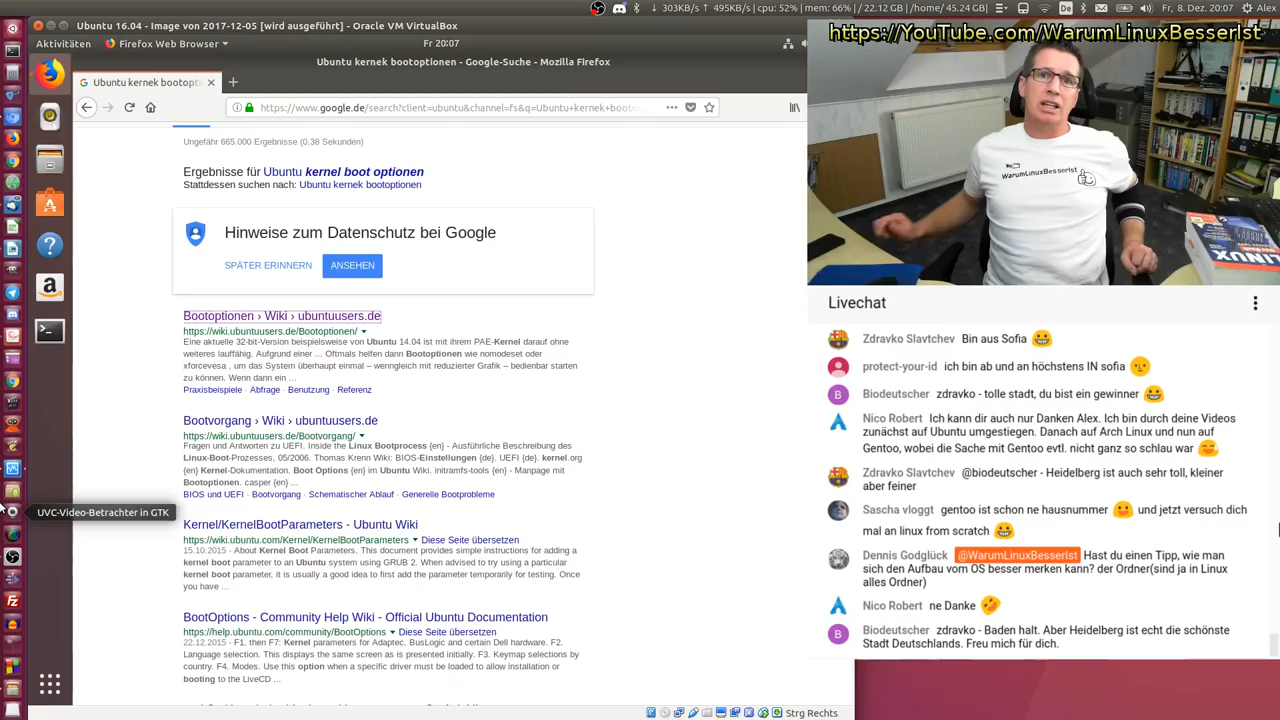 303KB/s 495KB/s cpu: 52% mem: 66% 22.12 GB /home/45.24 GB De Fr. 8. Dez. 20:07 Alex
Ubuntu 16.04 - Image von 2017-12-05 [wird ausgeführt] - Oracle VM VirtualBox
Aktivitäten Firefox Web Browser Fr 20:07
Ubuntu kernek bootoptionen - Google-Suche - Mozilla Firefox
Ubuntu kernek bootopti
https://www.google.de/search?client=ubuntu&channel=fs&q=Ubuntu+kernek+bootoo
Ungefähr 665.000 Ergebnisse (0,38 Sekunden)
Ergebnisse für Ubuntu kernel boot optionen
Stattdessen suchen nach: Ubuntu kernek bootoptionen
Hinweise zum Datenschutz bei Google
SPÄTER ERINNERN ANSEHEN
Bootoptionen › Wiki › ubuntuusers.de
https://wiki.ubuntuusers.de/Bootoptionen/
Eine aktuelle 32-bit-Version beispielsweise von Ubuntu 14.04 ist mit ihrem PAE-Kernel darauf ohne
weiteres lauffähig. Aufgrund einer ... Oftmals helfen dann Bootoptionen wie nomodeset oder
xforcevesa , um das System überhaupt einmal – wenngleich mit reduzierter Grafik – bedienbar starten
zu können. Wenn dann ein ...
Praxisbeispiele · Abfrage · Benutzung · Referenz
Bootvorgang › Wiki › ubuntuusers.de
https://wiki.ubuntuusers.de/Bootvorgang/
Fragen und Antworten zu UEFI. Inside the Linux Bootprocess {en} - Ausführliche Beschreibung des
Linux-Boot-Prozesses, 05/2006. Thomas Krenn Wiki: BIOS-Einstellungen {de}. UEFI {de}. kernel.org
{en} Kernel-Dokumentation. Boot Options {en} im Ubuntu Wiki. initramfs-tools {en} - Manpage mit
Bootoptionen. casper {en} ...
BIOS und UEFI · Bootvorgang · Schematischer Ablauf · Generelle Bootprobleme
UVC-Video-Betrachter in GTK
Kernel/KernelBootParameters - Ubuntu Wiki
https://wiki.ubuntu.com/Kernel/KernelBootParameters Diese Seite übersetzen
15.10.2015 - About Kernel Boot Parameters. This document provides simple instructions for adding a
kernel boot parameter to an Ubuntu system using GRUB 2. When advised to try using a particular
kernel boot parameter, it is usually a good idea to first add the parameter temporarily for testing. Once
you have ...
BootOptions - Community Help Wiki - Official Ubuntu Documentation
https://help.ubuntu.com/community/BootOptions Diese Seite übersetzen
22.12.2015 - F1, then F7: Kernel parameters for Adaptec, BusLogic and certain Dell hardware. F2.
Language selection. This displays the same screen as is presented initially. F3. Keymap selections by
country. F4. Modes. Use this option when a specific driver must be loaded to allow installation or
booting to the LiveCD ...
Strg Rechts
https://YouTube.com/WarumLinuxBesserIst
WarumLinuxBesserIst
LINUX
Livechat
Zdravko Slavtchev Bin aus Sofia
protect-your-id ich bin ab und an höchstens IN sofia
Biodeutscher zdravko - tolle stadt, du bist ein gewinner
Nico Robert Ich kann dir auch nur Danken Alex. Ich bin durch deine Videos
zunächst auf Ubuntu umgestiegen. Danach auf Arch Linux und nun auf
Gentoo, wobei die Sache mit Gentoo evtl. nicht ganz so schlau war
Zdravko Slavtchev @biodeutscher - Heidelberg ist auch sehr toll, kleiner
aber feiner
Sascha vloggt gentoo ist schon ne hausnummer und jetzt versuch dich
mal an linux from scratch
Dennis Godglück @WarumLinuxBesserIst Hast du einen Tipp, wie man
sich den Aufbau vom OS besser merken kann? der Ordner(sind ja in Linux
alles Ordner)
Nico Robert ne Danke
Biodeutscher zdravko - Baden halt. Aber Heidelberg ist echt die schönste
Stadt Deutschlands. Freu mich für dich.